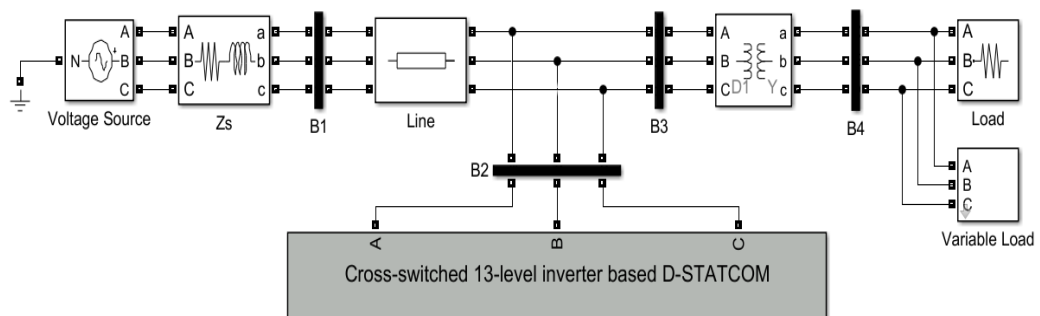 A A a A a A
N B B b B b B
C C c C D1 Y c C
Voltage Source Zs B1 Line B3 B4 Load
B2
A
B
C
Variable Load
A B C
Cross-switched 13-level inverter based D-STATCOM